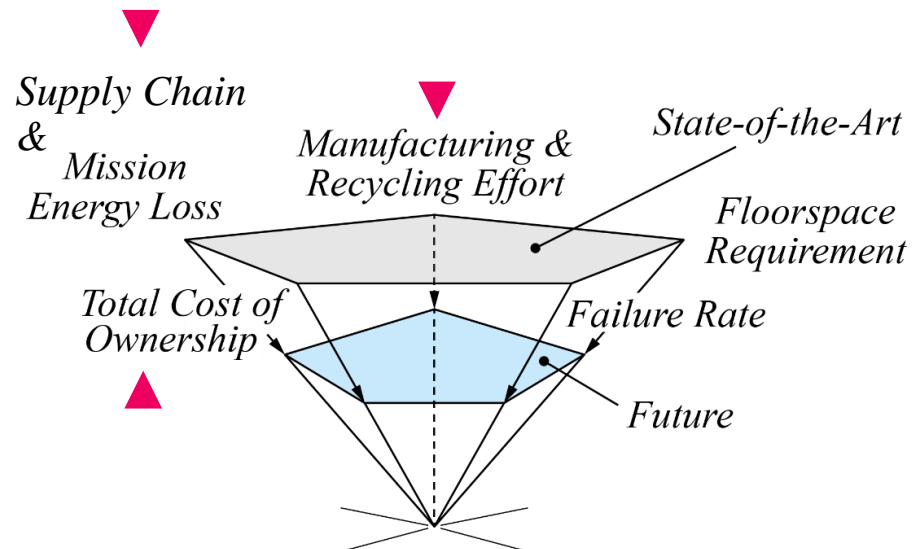 Supply Chain
&
Mission
Energy Loss
Manufacturing &
Recycling Effort
State-of-the-Art
Floorspace
Requirement
Total Cost of
Ownership
Failure Rate
Future